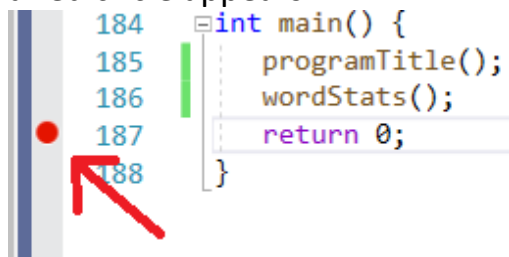 184 int main() {
185 programTitle();
186 wordStats();
187 return 0;
188 }